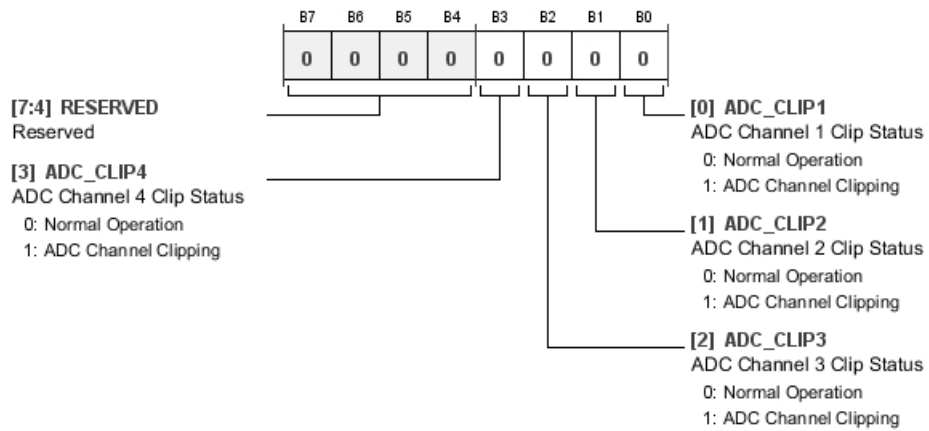 B7 B6 B5 B4 B3 B2 B1 B0
0 0 0 0 0 0 0 0
[7:4] RESERVED
Reserved
[3] ADC_CLIP4
ADC Channel 4 Clip Status
0: Normal Operation
1: ADC Channel Clipping
[0] ADC_CLIP1
ADC Channel 1 Clip Status
0: Normal Operation
1: ADC Channel Clipping
[1] ADC_CLIP2
ADC Channel 2 Clip Status
0: Normal Operation
1: ADC Channel Clipping
[2] ADC_CLIP3
ADC Channel 3 Clip Status
0: Normal Operation
1: ADC Channel Clipping